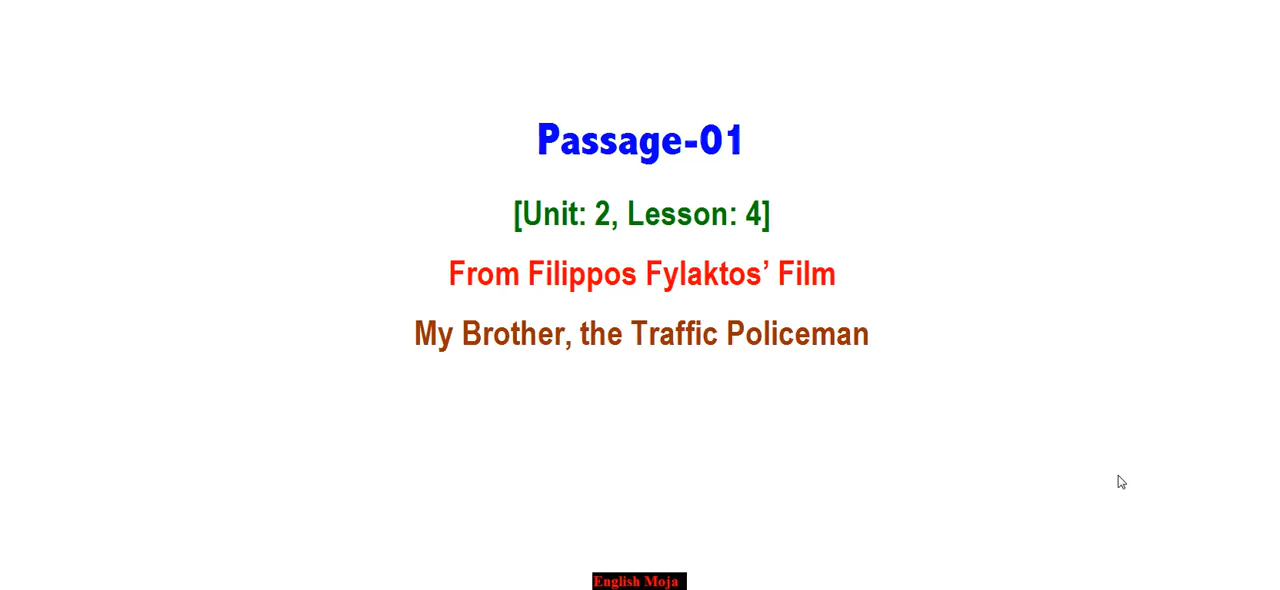 Passage-01
[Unit: 2, Lesson: 4]
From Filippos Fylaktos’ Film
My Brother, the Traffic Policeman
English Moja